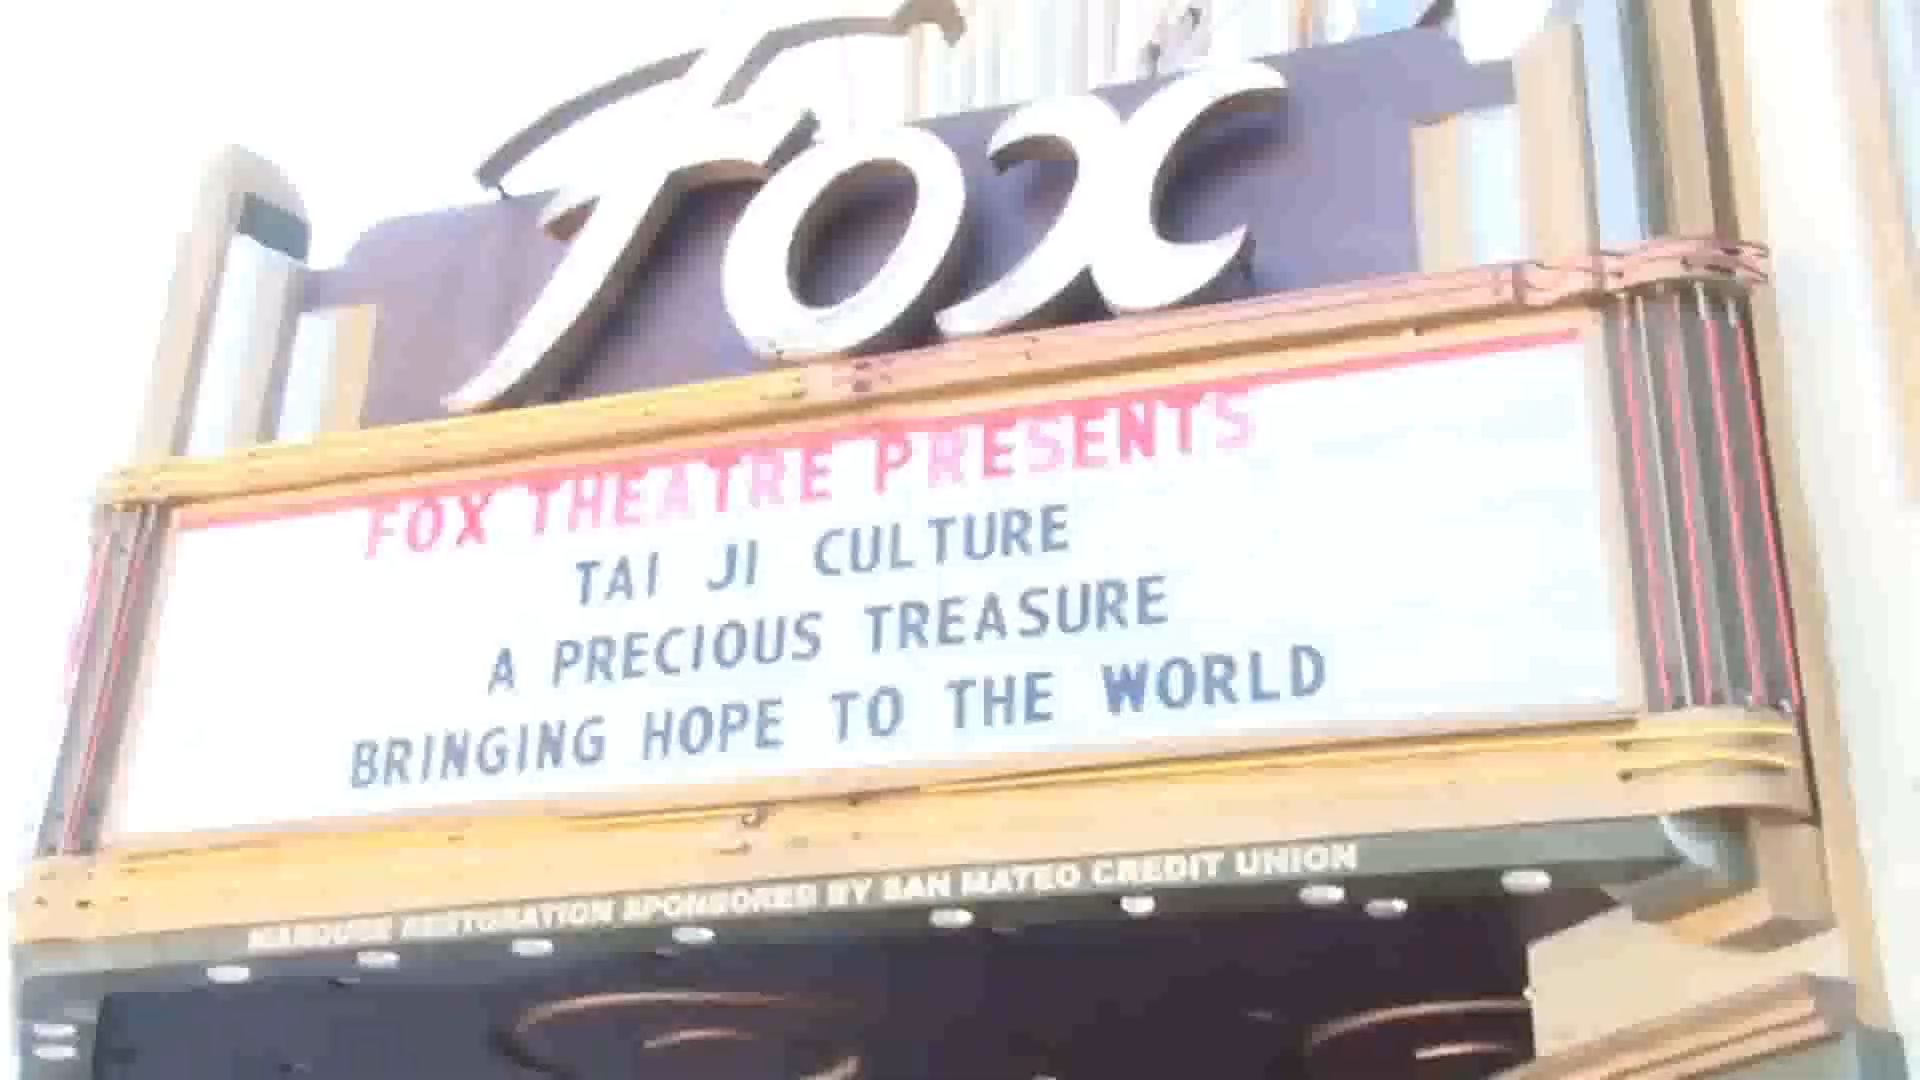 Fox
FOX THEATRE PRESENTS
TAI JI CULTURE
A PRECIOUS TREASURE
BRINGING HOPE TO THE WORLD
MARQUEE RESTORATION SPONSORED BY SAN MATEO CREDIT UNION